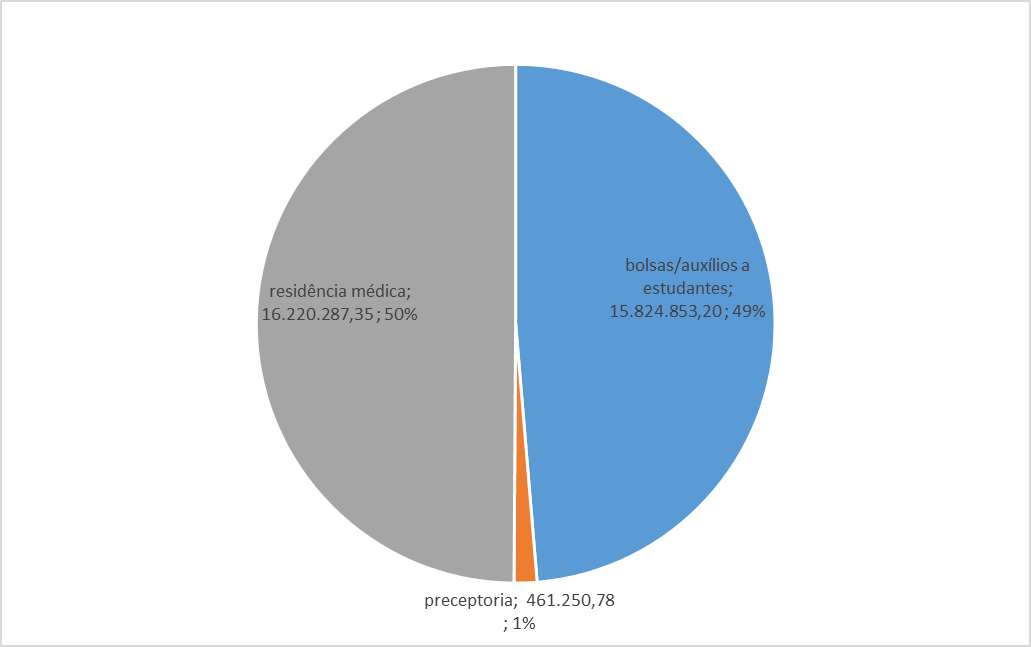 bolsas/auxílios a
estudantes;
15.824.853,20 ; 49%
residência médica;
16.220.287,35 ; 50%
preceptoria;  461.250,78
; 1%